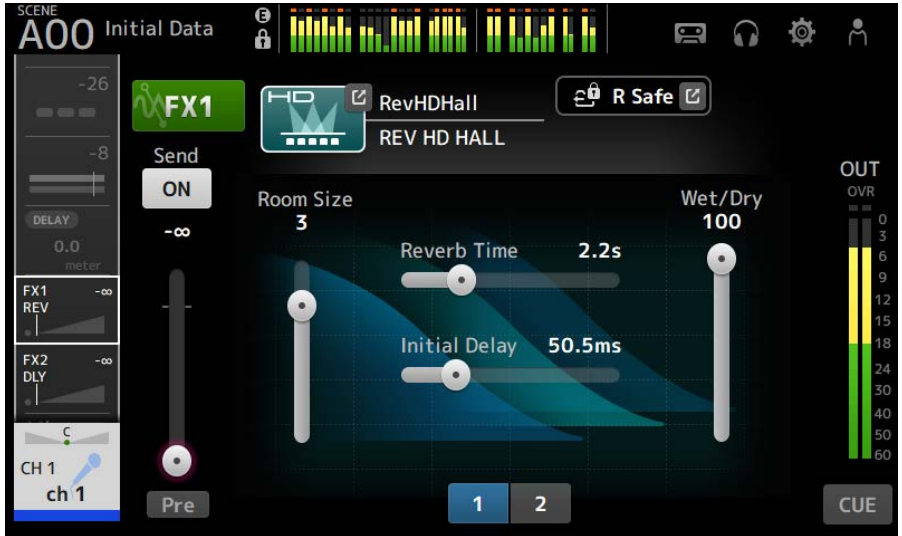 SCENE
A00 Initial Data
E
-26
-8
DELAY
0.0
meter
FX1 -∞
REV
FX2 -∞
DLY
C
CH 1
ch 1
FX1
Send
ON
-∞
Pre
HD
RevHDHall
REV HD HALL
R Safe
Room Size
3
Reverb Time 2.2s
Initial Delay 50.5ms
Wet/Dry
100
1 2
OUT
OVR
0
3
6
9
12
15
18
24
30
40
50
60
CUE